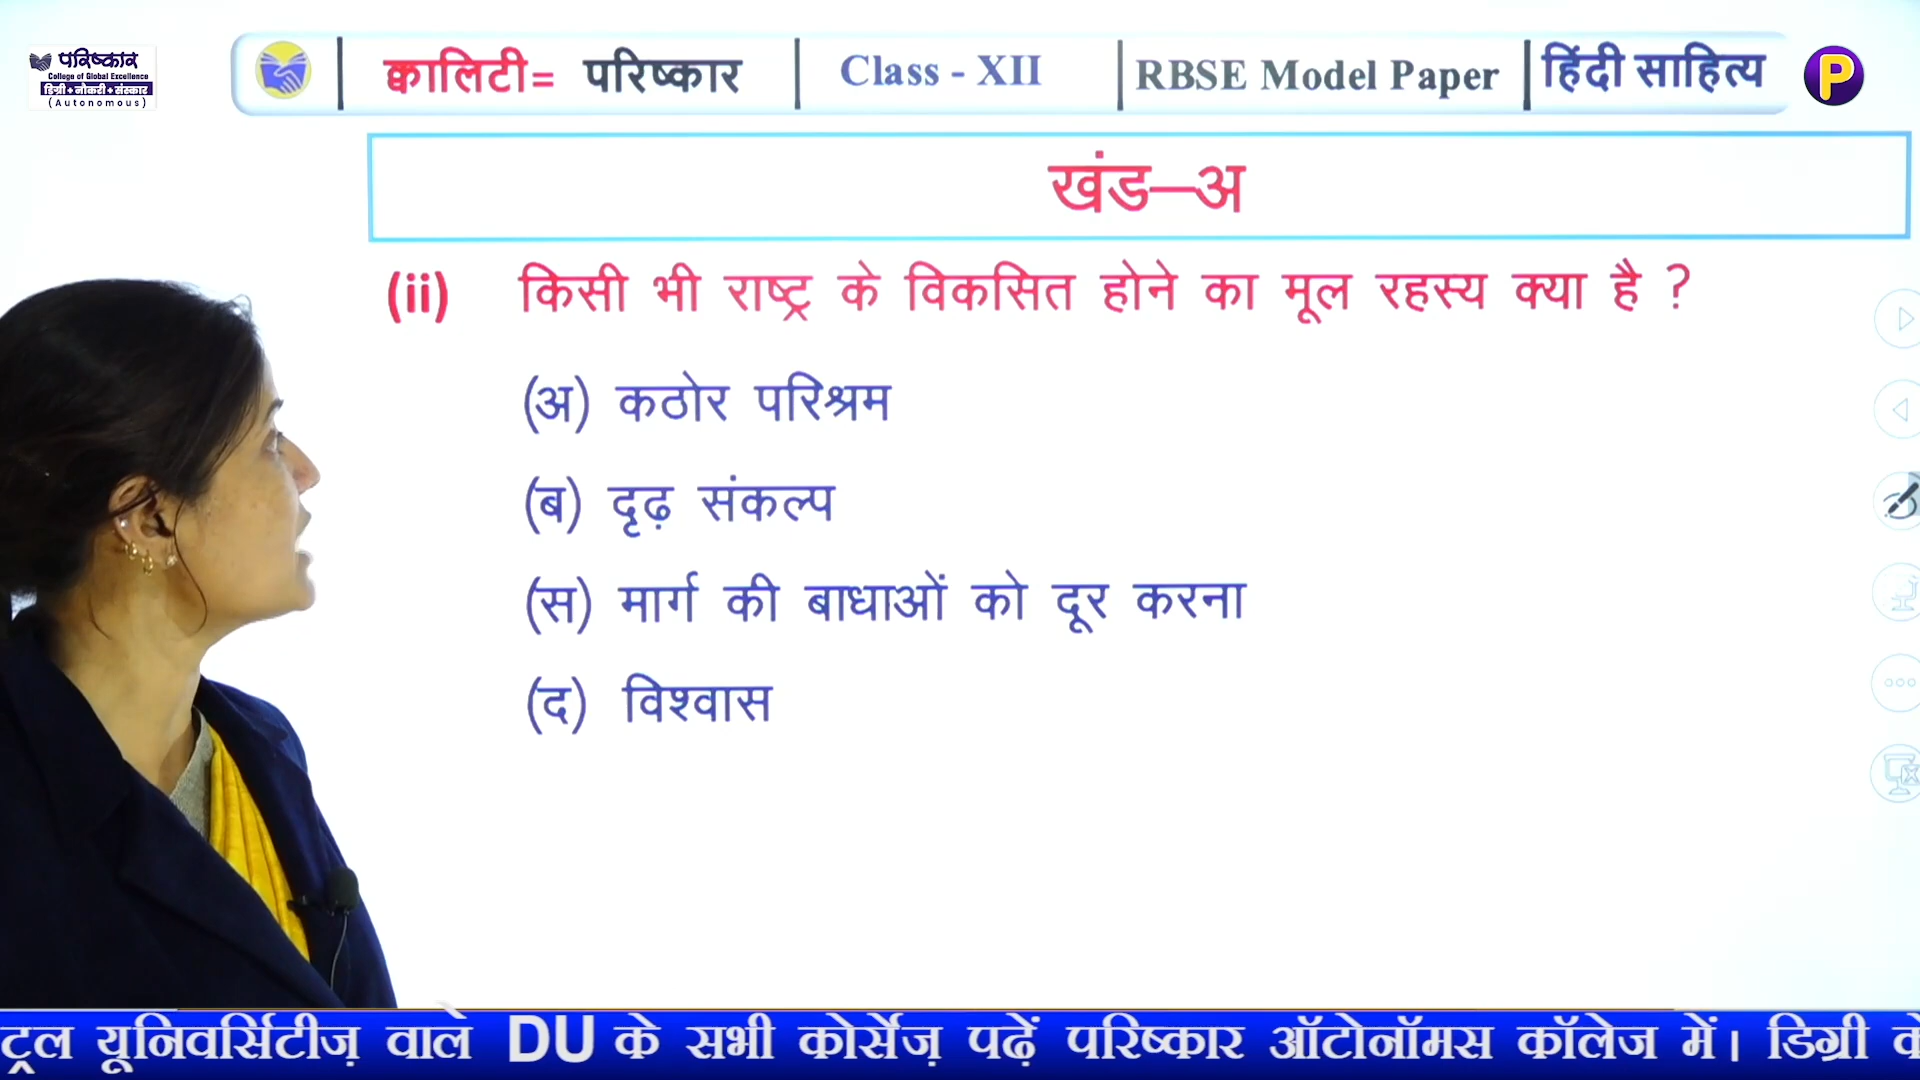 परिष्कार
College of Global Excellence
डिग्री + नौकरी + संस्कार
(Autonomous)
क्वालिटी= परिष्कार
Class - XII
RBSE Model Paper
हिंदी साहित्य
P
खंड–अ
(ii) किसी भी राष्ट्र के विकसित होने का मूल रहस्य क्या है ?
(अ) कठोर परिश्रम
(ब) दृढ़ संकल्प
(स) मार्ग की बाधाओं को दूर करना
(द) विश्वास
ट्रल यूनिवर्सिटीज़ वाले DU के सभी कोर्सेज़ पढ़ें परिष्कार ऑटोनॉमस कॉलेज में। डिग्री के